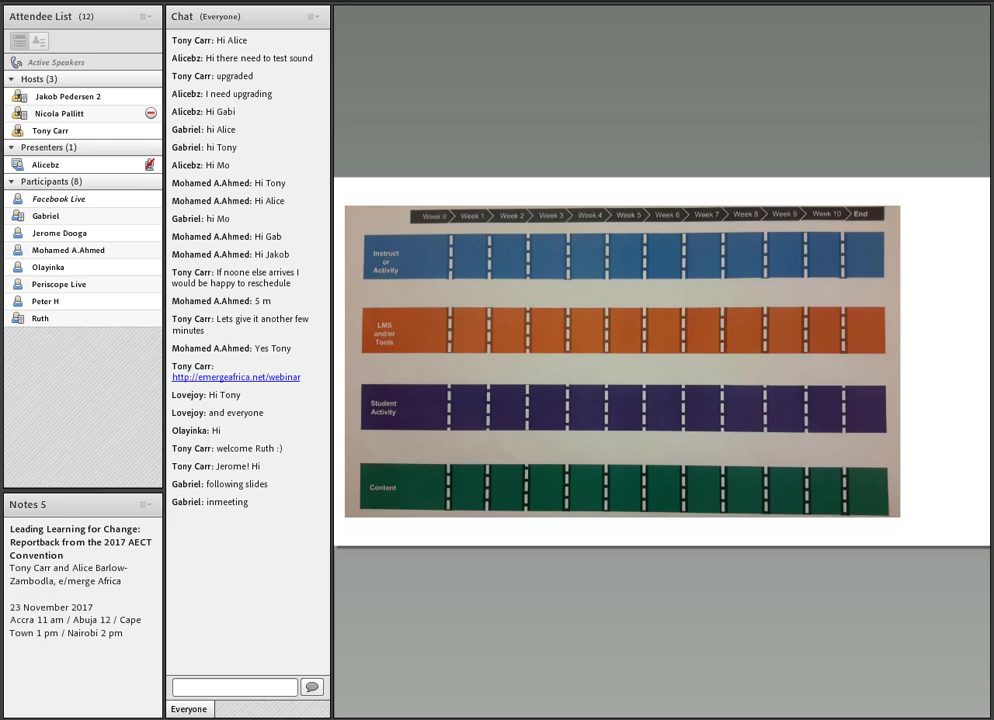 Attendee List (12)
Active Speakers
Hosts (3)
Jakob Pedersen 2
Nicola Pallitt
Tony Carr
Presenters (1)
Alicebz
Participants (8)
Facebook Live
Gabriel
Jerome Dooga
Mohamed A.Ahmed
Olayinka
Periscope Live
Peter H
Ruth
Notes 5
Leading Learning for Change:
Reportback from the 2017 AECT
Convention
Tony Carr and Alice Barlow-
Zambodla, e/merge Africa
23 November 2017
Accra 11 am / Abuja 12 / Cape
Town 1 pm / Nairobi 2 pm
Chat (Everyone)
Tony Carr: Hi Alice
Alicebz: Hi there need to test sound
Tony Carr: upgraded
Alicebz: I need upgrading
Alicebz: Hi Gabi
Gabriel: hi Alice
Gabriel: hi Tony
Alicebz: Hi Mo
Mohamed A.Ahmed: Hi Tony
Mohamed A.Ahmed: Hi Alice
Gabriel: hi Mo
Mohamed A.Ahmed: Hi Gab
Mohamed A.Ahmed: Hi Jakob
Tony Carr: If noone else arrives I
would be happy to reschedule
Mohamed A.Ahmed: 5 m
Tony Carr: Lets give it another few
minutes
Mohamed A.Ahmed: Yes Tony
Tony Carr:
http://emergeafrica.net/webinar
Lovejoy: Hi Tony
Lovejoy: and everyone
Olayinka: Hi
Tony Carr: welcome Ruth :)
Tony Carr: Jerome! Hi
Gabriel: following slides
Gabriel: inmeeting
Everyone
Week 0 Week 1 Week 2 Week 3 Week 4 Week 5 Week 6 Week 7 Week 8 Week 9 Week 10 End
Instruct
or
Activity
LMS
and/or
Tools
Student
Activity
Content